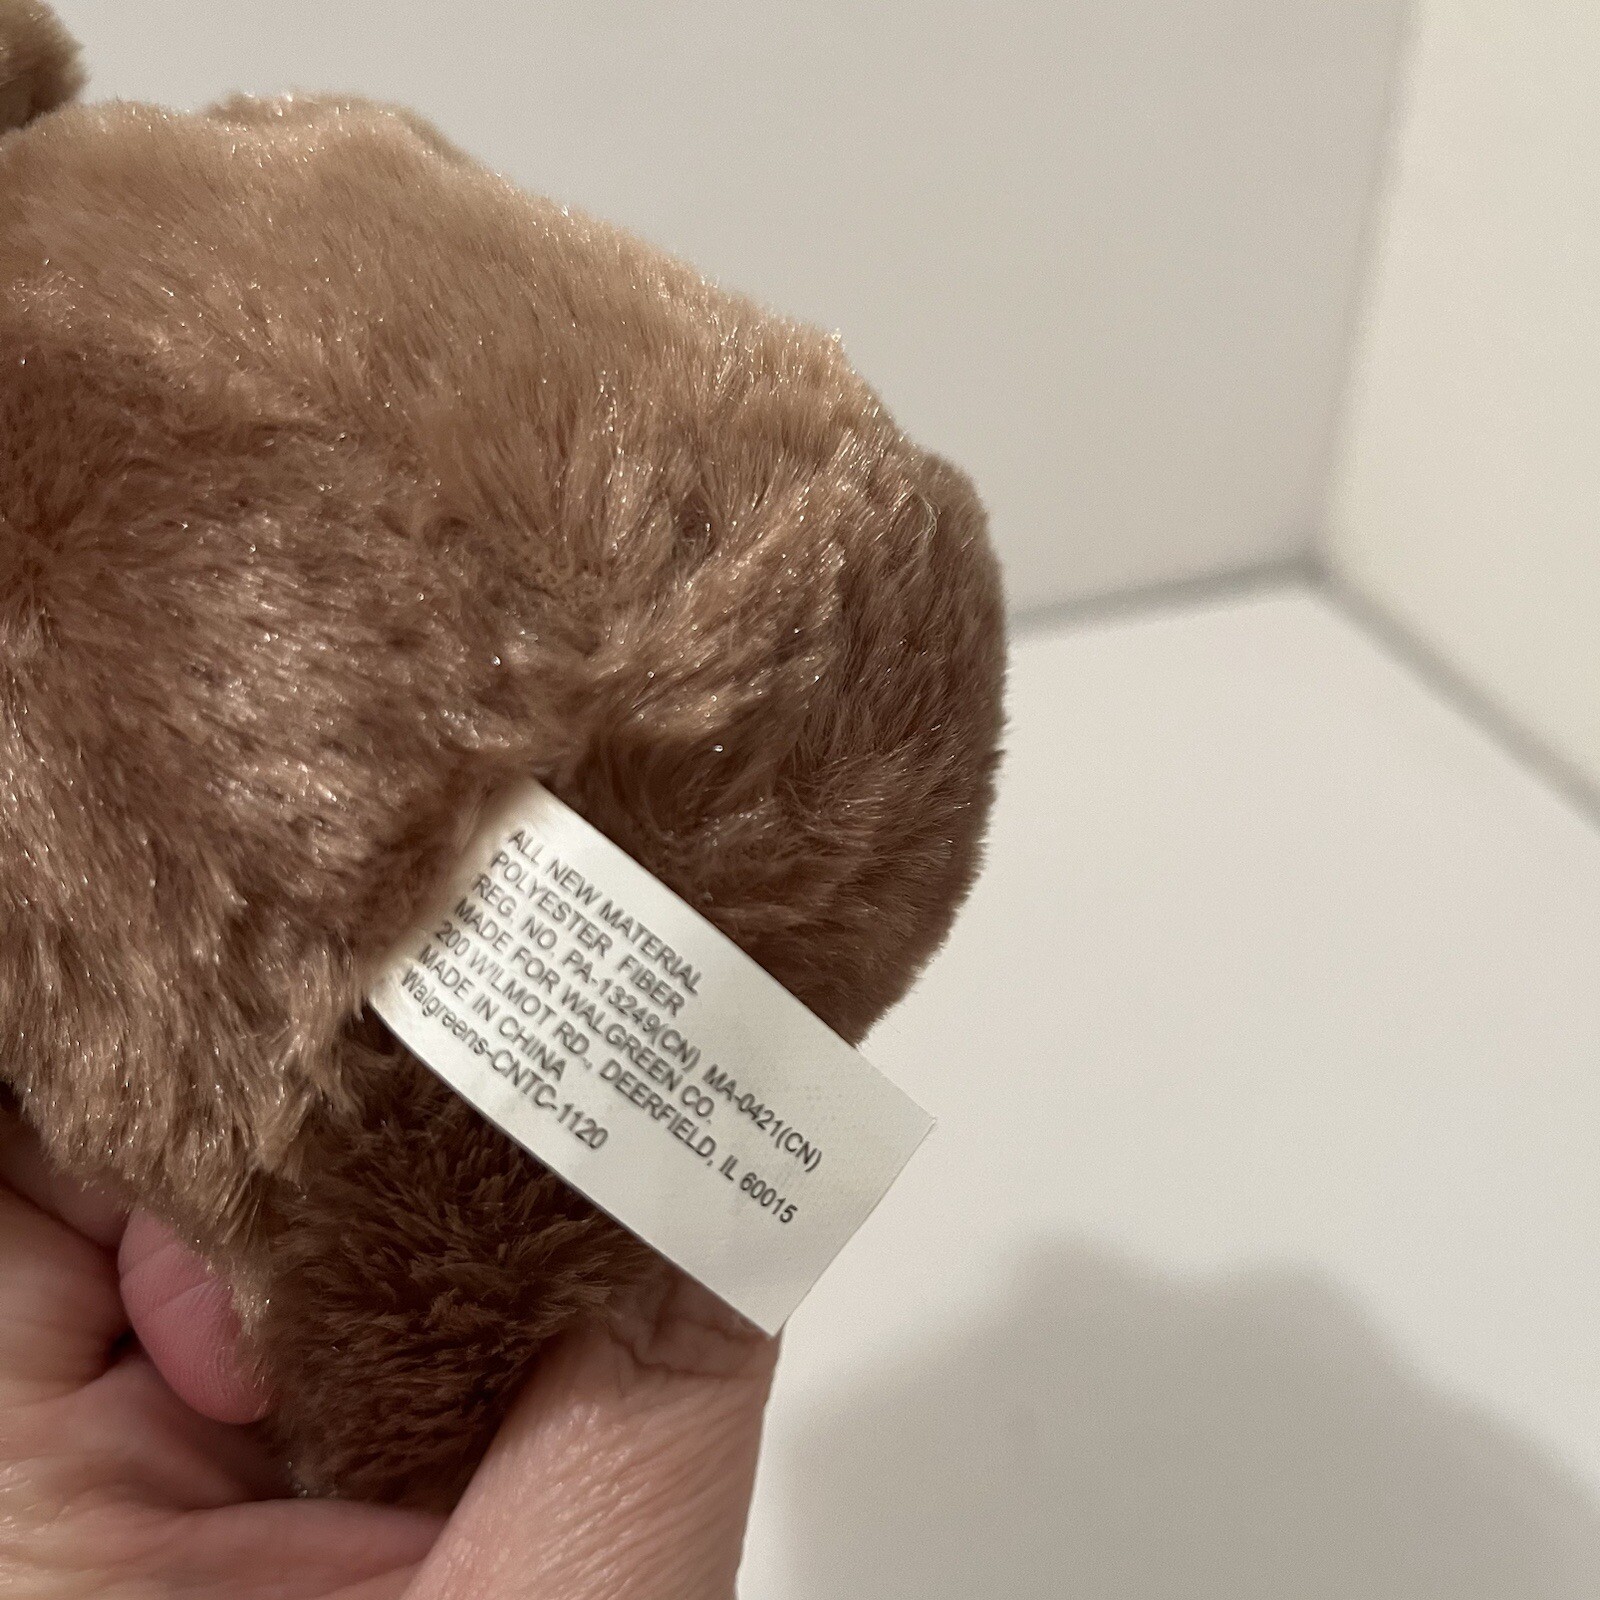 ALL NEW MATERIAL
POLYESTER FIBER
REG. NO. PA-13249(CN) MA-0421(CN)
MADE FOR WALGREEN CO.
200 WILMOT RD., DEERFIELD, IL 60015
MADE IN CHINA
Walgreens-CNTC-1120